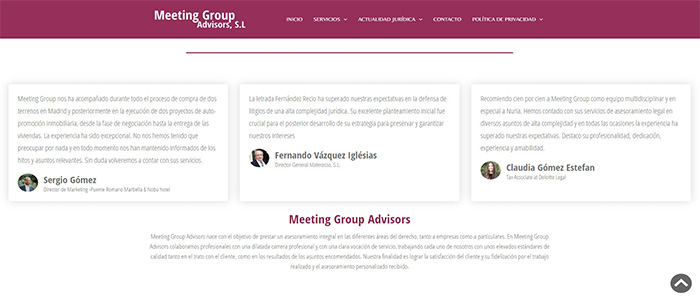 Meeting Group
Advisors, S.L
INICIO SERVICIOS ACTUALIDAD JURÍDICA CONTACTO POLÍTICA DE PRIVACIDAD
Meeting Group nos ha acompañado durante todo el proceso de compra de dos
terrenos en Madrid y posteriormente en la ejecución de dos proyectos de auto-
promoción inmobiliaria, desde la fase de negociación hasta la entrega de las
viviendas. La experiencia ha sido excepcional. No nos hemos tenido que
preocupar por nada y en todo momento nos han mantenido informados de los
hitos y asuntos relevantes. Sin duda volveremos a contar con sus servicios.
Sergio Gómez
Director de Marketing -Puente Romano Marbella & Nobu hotel
La letrada Fernández Recio ha superado nuestras expectativas en la defensa de
litigios de una alta complejidad jurídica. Su excelente planteamiento inicial fue
crucial para el posterior desarrollo de su estrategia para preservar y garantizar
nuestros intereses
Fernando Vázquez Iglésias
Director General Materiocio, S.L.
Recomiendo cien por cien a Meeting Group como equipo multidisciplinar y en
especial a Nuria. Hemos contado con sus servicios de asesoramiento legal en
diversos asuntos de alta complejidad y en todas las ocasiones la experiencia ha
superado nuestras expectativas. Destaco su profesionalidad, dedicación,
experiencia y amabilidad.
Claudia Gómez Estefan
Tax Associate at Deloitte Legal
Meeting Group Advisors
Meeting Group Advisors nace con el objetivo de prestar un asesoramiento integral en las diferentes áreas del derecho, tanto a empresas como a particulares. En Meeting Group
Advisors colaboramos profesionales con una dilatada carrera profesional y con una clara vocación de servicio, trabajando cada uno de nosotros con unos elevados estándares de
calidad tanto en el trato con el cliente, como en los resultados de los asuntos encomendados. Nuestra finalidad es lograr la satisfacción del cliente y su fidelización por el trabajo
realizado y el asesoramiento personalizado recibido.